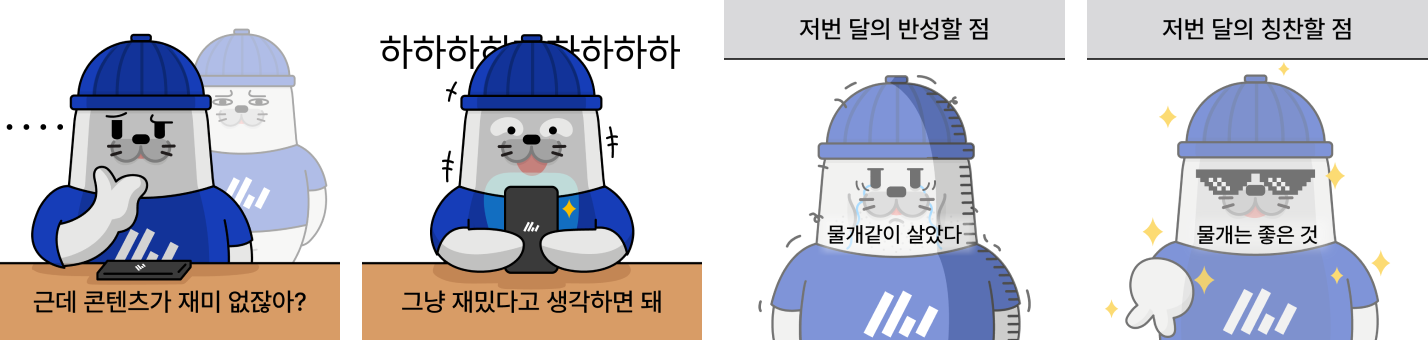 ....
근데 콘텐츠가 재미 없잖아?
하하하하하하하하하
그냥 재밌다고 생각하면 돼
저번 달의 반성할 점
물개같이 살았다
저번 달의 칭찬할 점
물개는 좋은 것